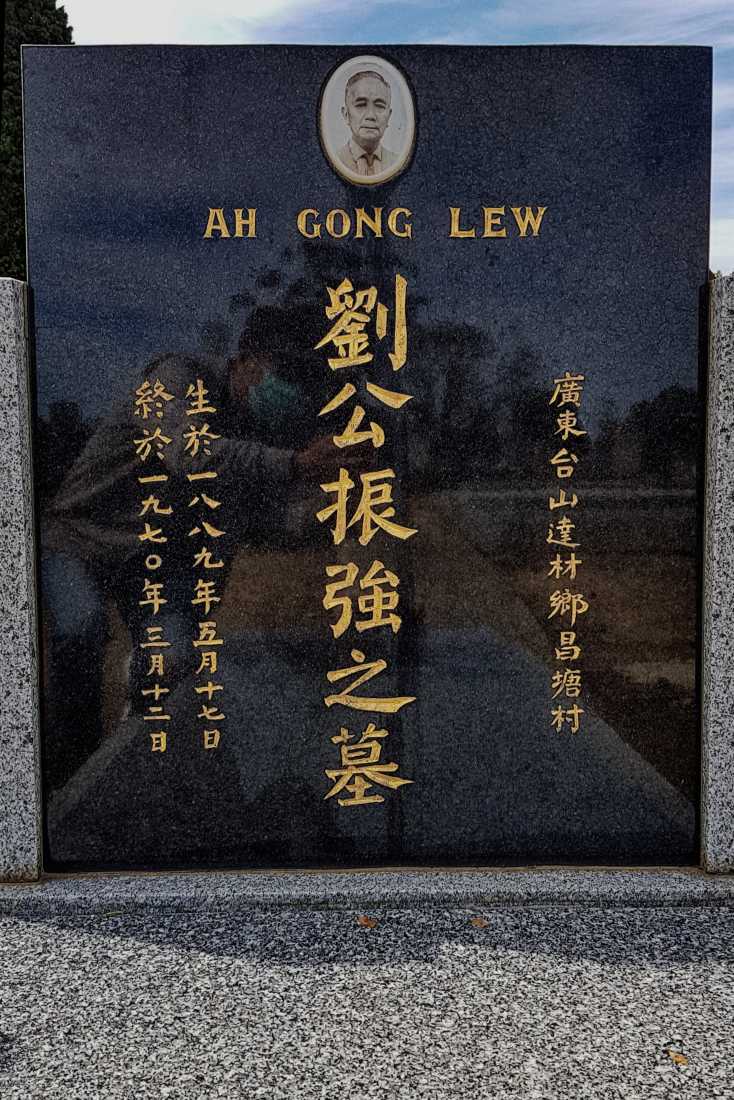 AH GONG LEW
廣東台山達材鄉昌塘村
劉公振強之墓
生於一八八九年五月十七日
終於一九七〇年三月十二日